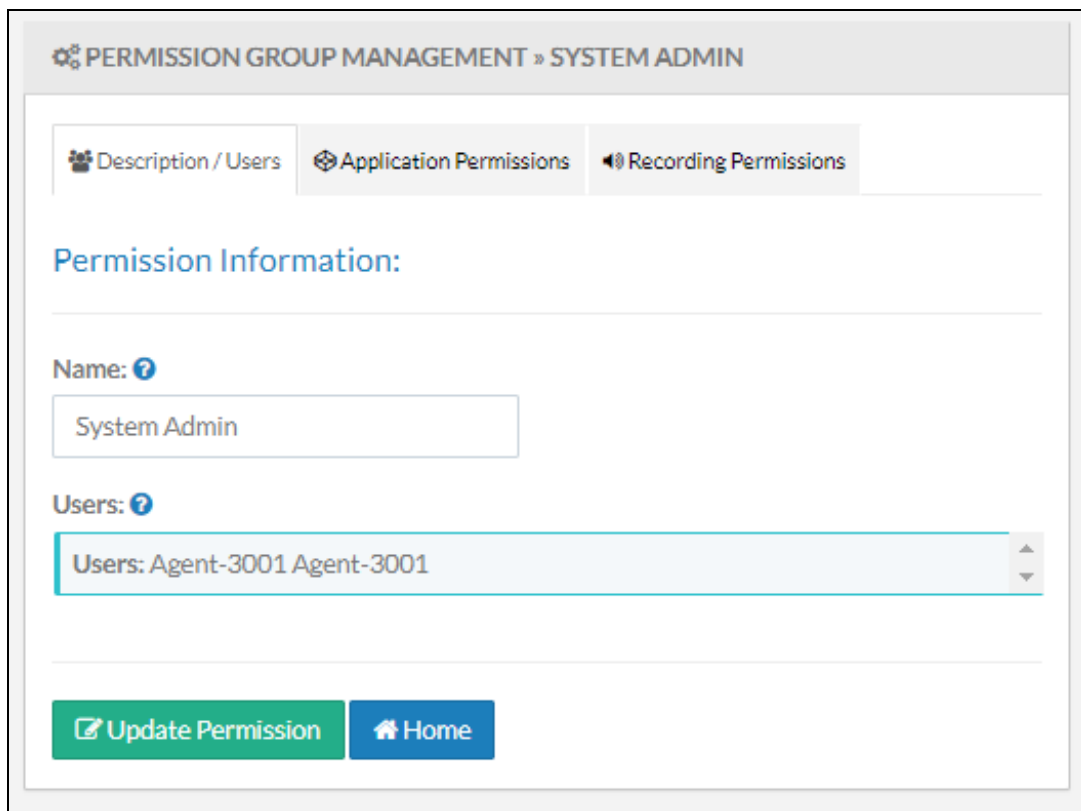 PERMISSION GROUP MANAGEMENT » SYSTEM ADMIN
Description / Users Application Permissions Recording Permissions
Permission Information:
Name:
System Admin
Users:
Users: Agent-3001 Agent-3001
Update Permission Home